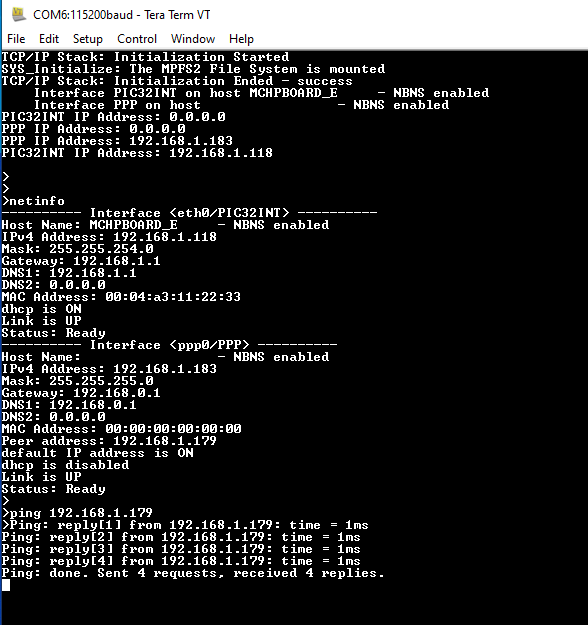 COM6:115200baud - Tera Term VT
File Edit Setup Control Window Help
TCP/IP Stack: Initialization Started
SYS_Initialize: The MPFS2 File System is mounted
TCP/IP Stack: Initialization Ended - success
    Interface PIC32INT on host MCHPBOARD_E     - NBNS enabled
    Interface PPP on host                 - NBNS enabled
PIC32INT IP Address: 0.0.0.0
PPP IP Address: 0.0.0.0
PPP IP Address: 192.168.1.183
PIC32INT IP Address: 192.168.1.118
>
>
>netinfo
---------- Interface <eth0/PIC32INT> ----------
Host Name: MCHPBOARD_E     - NBNS enabled
IPv4 Address: 192.168.1.118
Mask: 255.255.254.0
Gateway: 192.168.1.1
DNS1: 192.168.1.1
DNS2: 0.0.0.0
MAC Address: 00:04:a3:11:22:33
dhcp is ON
Link is UP
Status: Ready
---------- Interface <ppp0/PPP> ----------
Host Name:                 - NBNS enabled
IPv4 Address: 192.168.1.183
Mask: 255.255.255.0
Gateway: 192.168.0.1
DNS1: 192.168.0.1
DNS2: 0.0.0.0
MAC Address: 00:00:00:00:00:00
Peer address: 192.168.1.179
default IP address is ON
dhcp is disabled
Link is UP
Status: Ready
>
>ping 192.168.1.179
>Ping: reply[1] from 192.168.1.179: time = 1ms
Ping: reply[2] from 192.168.1.179: time = 1ms
Ping: reply[3] from 192.168.1.179: time = 1ms
Ping: reply[4] from 192.168.1.179: time = 1ms
Ping: done. Sent 4 requests, received 4 replies.